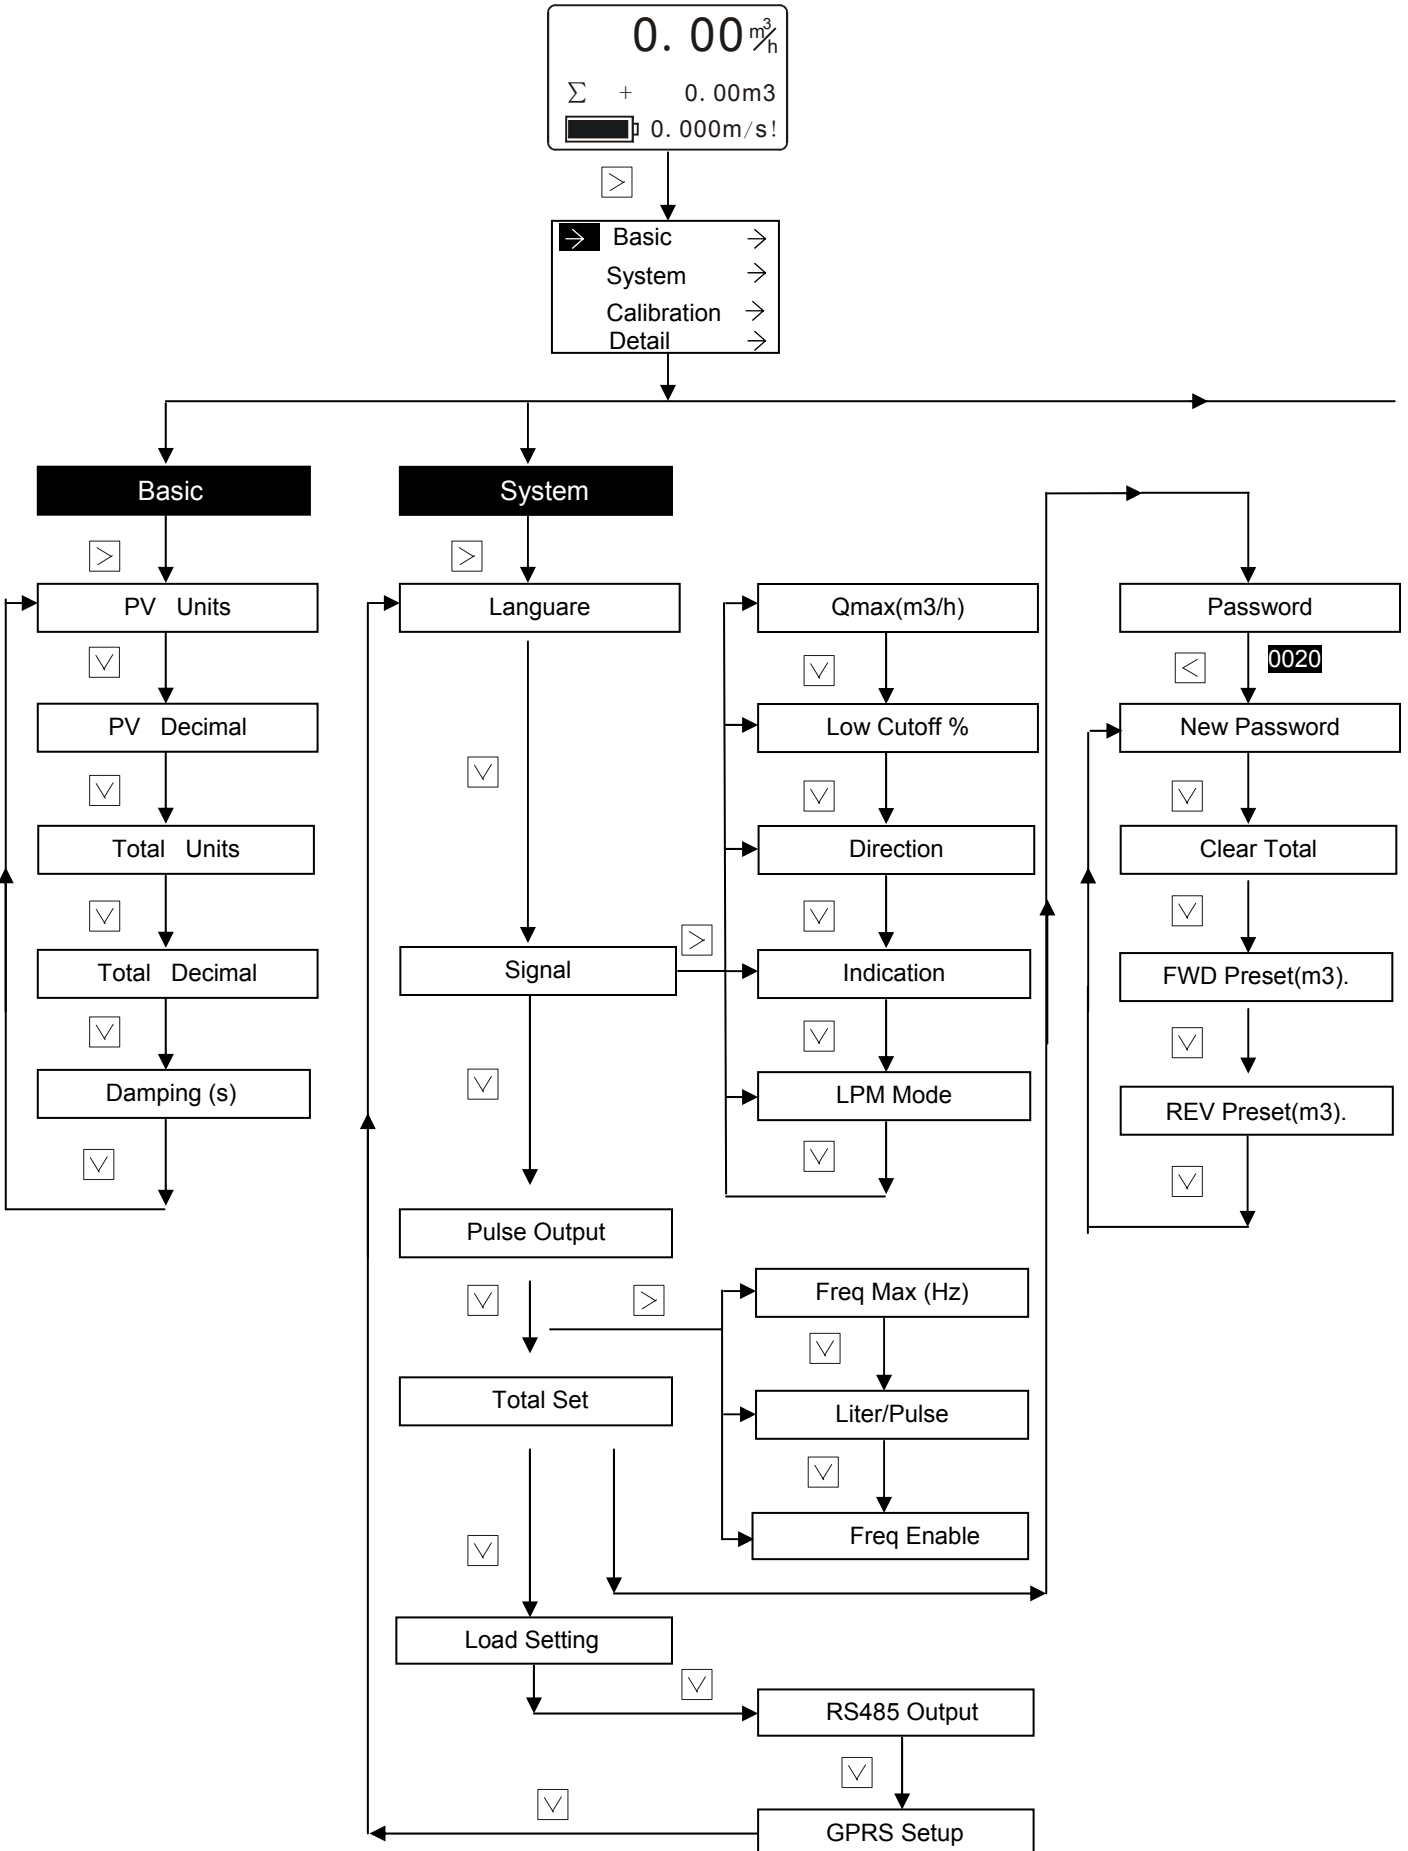 0. 00 m³/h
Σ + 0. 00m3
0. 000m/s!
Basic
System
Calibration
Detail
Basic
System
PV Units
PV Decimal
Total Units
Total Decimal
Damping (s)
Languare
Signal
Pulse Output
Total Set
Load Setting
Qmax(m3/h)
Low Cutoff %
Direction
Indication
LPM Mode
Freq Max (Hz)
Liter/Pulse
Freq Enable
RS485 Output
GPRS Setup
Password
0020
New Password
Clear Total
FWD Preset(m3).
REV Preset(m3).